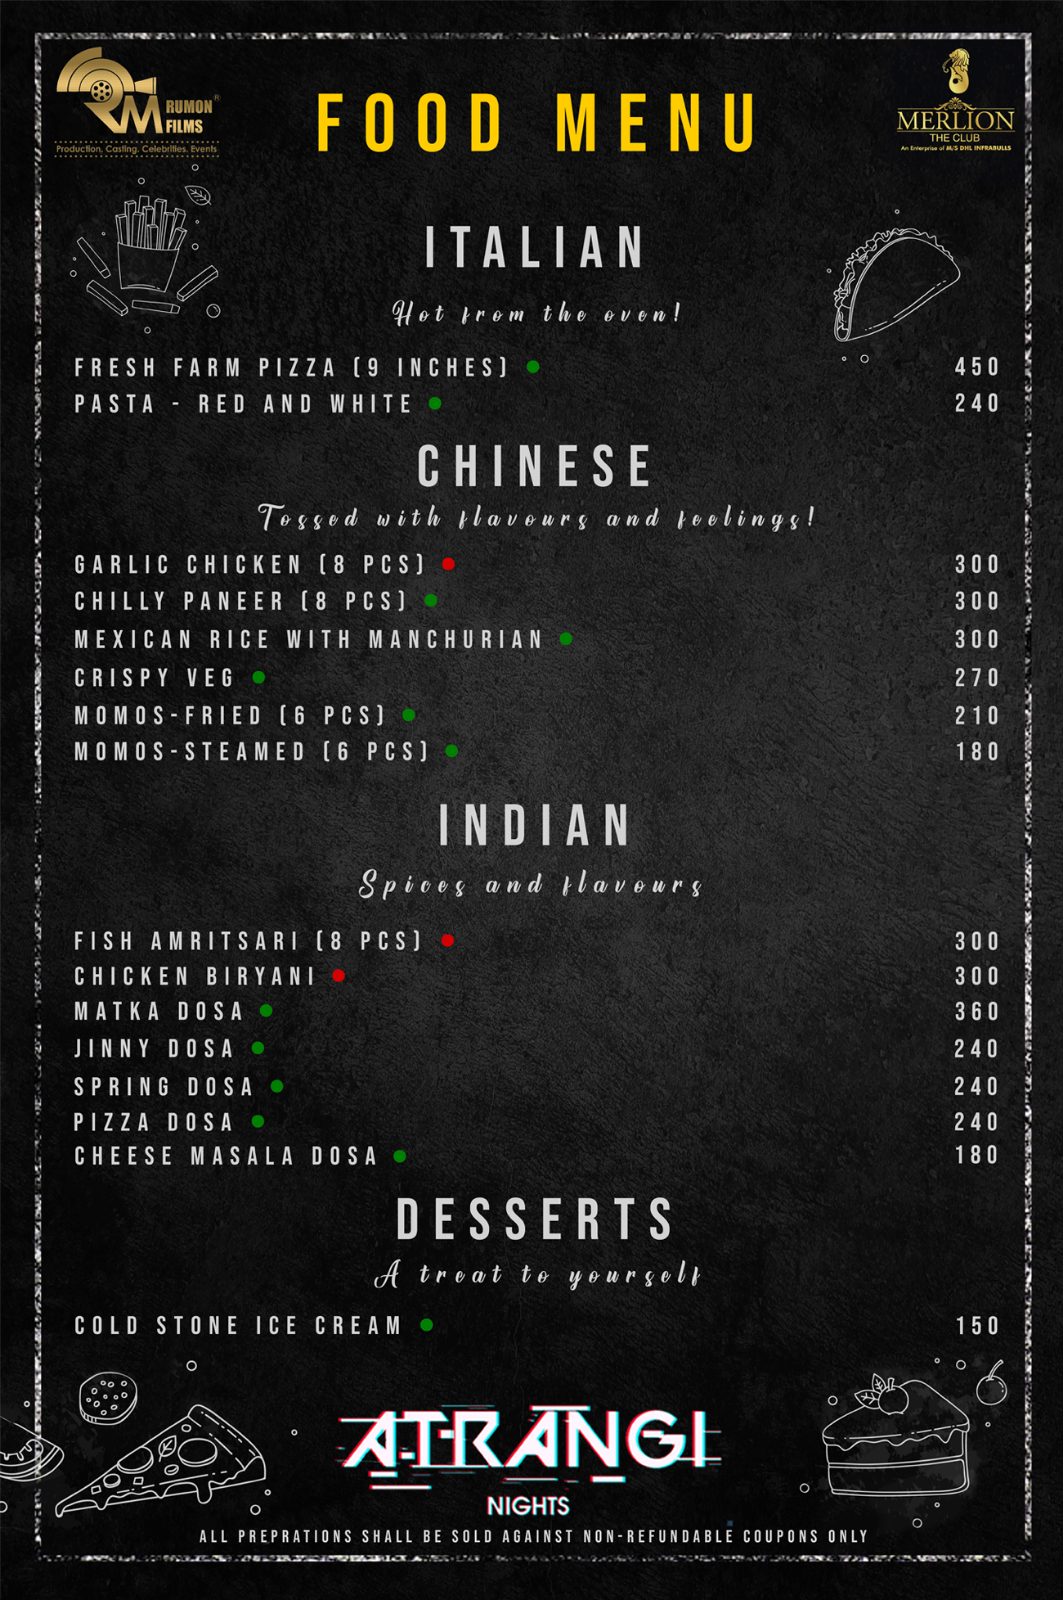 RM RUMON FILMS ®
Production. Casting. Celebrities. Events
FOOD MENU
MERLION
THE CLUB
An Enterprise of M/S DHL INFRABULLS
ITALIAN
Hot from the oven!
FRESH FARM PIZZA (9 INCHES) 450
PASTA - RED AND WHITE 240
CHINESE
Tossed with flavours and feelings!
GARLIC CHICKEN (8 PCS) 300
CHILLY PANEER (8 PCS) 300
MEXICAN RICE WITH MANCHURIAN 300
CRISPY VEG 270
MOMOS-FRIED (6 PCS) 210
MOMOS-STEAMED (6 PCS) 180
INDIAN
Spices and flavours
FISH AMRITSARI (8 PCS) 300
CHICKEN BIRYANI 300
MATKA DOSA 360
JINNY DOSA 240
SPRING DOSA 240
PIZZA DOSA 240
CHEESE MASALA DOSA 180
DESSERTS
A treat to yourself
COLD STONE ICE CREAM 150
ATRANGI
NIGHTS
ALL PREPRATIONS SHALL BE SOLD AGAINST NON-REFUNDABLE COUPONS ONLY